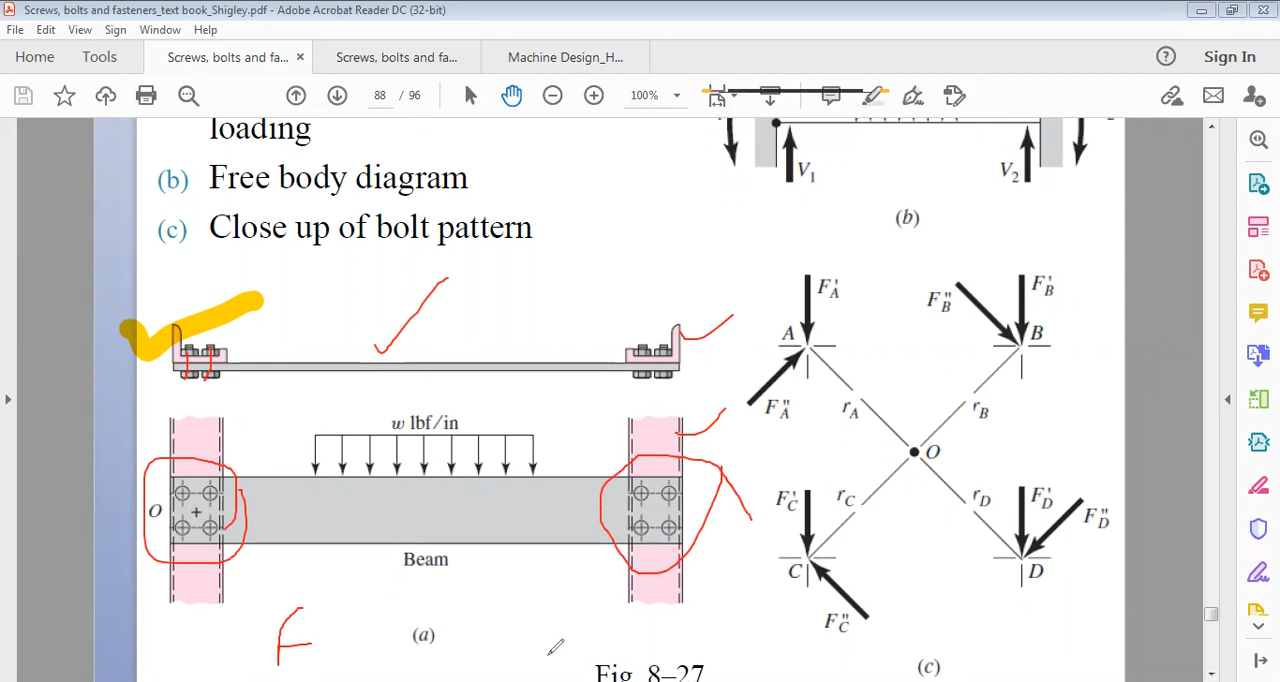 Screws, bolts and fasteners_text book_Shigley.pdf - Adobe Acrobat Reader DC (32-bit)
File Edit View Sign Window Help
Home Tools Screws, bolts and fa... × Screws, bolts and fa... Machine Design_H... ? Sign In
88 / 96 100%
loading
(b) Free body diagram
(c) Close up of bolt pattern
V1 V2
(b)
F'A F"B F'B
A B
F"A rA rB
w lbf/in
O
O
F'C rC rD F'D F"D
Beam
C D
F"C
F
(a)
Fig. 8–27
(c)